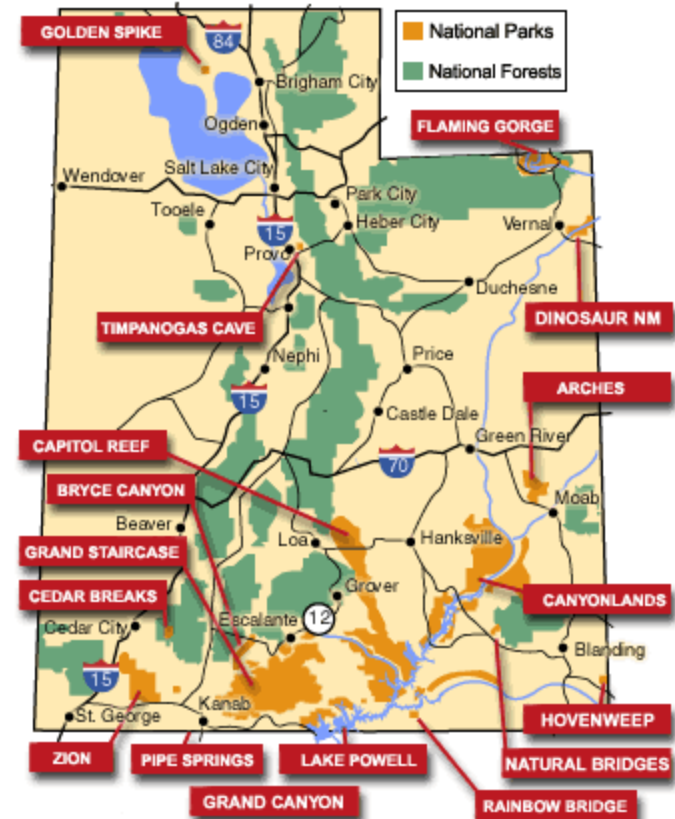 GOLDEN SPIKE
84
National Parks
National Forests
Brigham City
Ogden
FLAMING GORGE
Salt Lake City
Wendover
Park City
Tooele
Heber City
Vernal
15
Provo
Duchesne
TIMPANOGAS CAVE
DINOSAUR NM
Nephi
Price
ARCHES
15
Castle Dale
CAPITOL REEF
Green River
70
BRYCE CANYON
Moab
Beaver
Loa
Hanksville
GRAND STAIRCASE
Grover
CEDAR BREAKS
CANYONLANDS
Escalante
12
Cedar City
Blanding
15
Kanab
St. George
HOVENWEEP
ZION
PIPE SPRINGS
LAKE POWELL
NATURAL BRIDGES
GRAND CANYON
RAINBOW BRIDGE